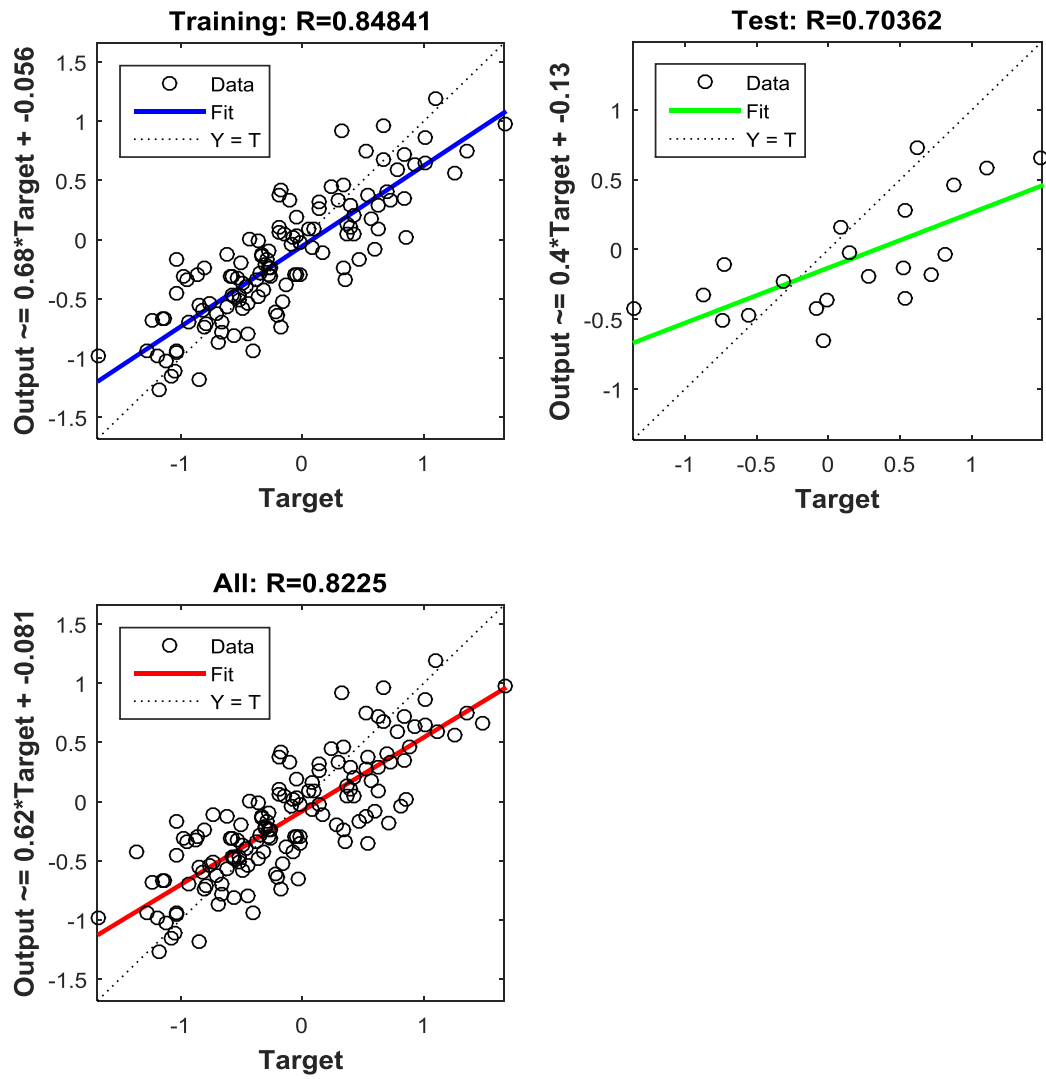 Training: R=0.84841
Output ~= 0.68*Target + -0.056
Data
Fit
Y = T
1.5
1
0.5
0
-0.5
-1
-1.5
-1
0
1
Target
Test: R=0.70362
Output ~= 0.4*Target + -0.13
Data
Fit
Y = T
1
0.5
0
-0.5
-1
-1
-0.5
0
0.5
1
Target
All: R=0.8225
Output ~= 0.62*Target + -0.081
Data
Fit
Y = T
1.5
1
0.5
0
-0.5
-1
-1.5
-1
0
1
Target